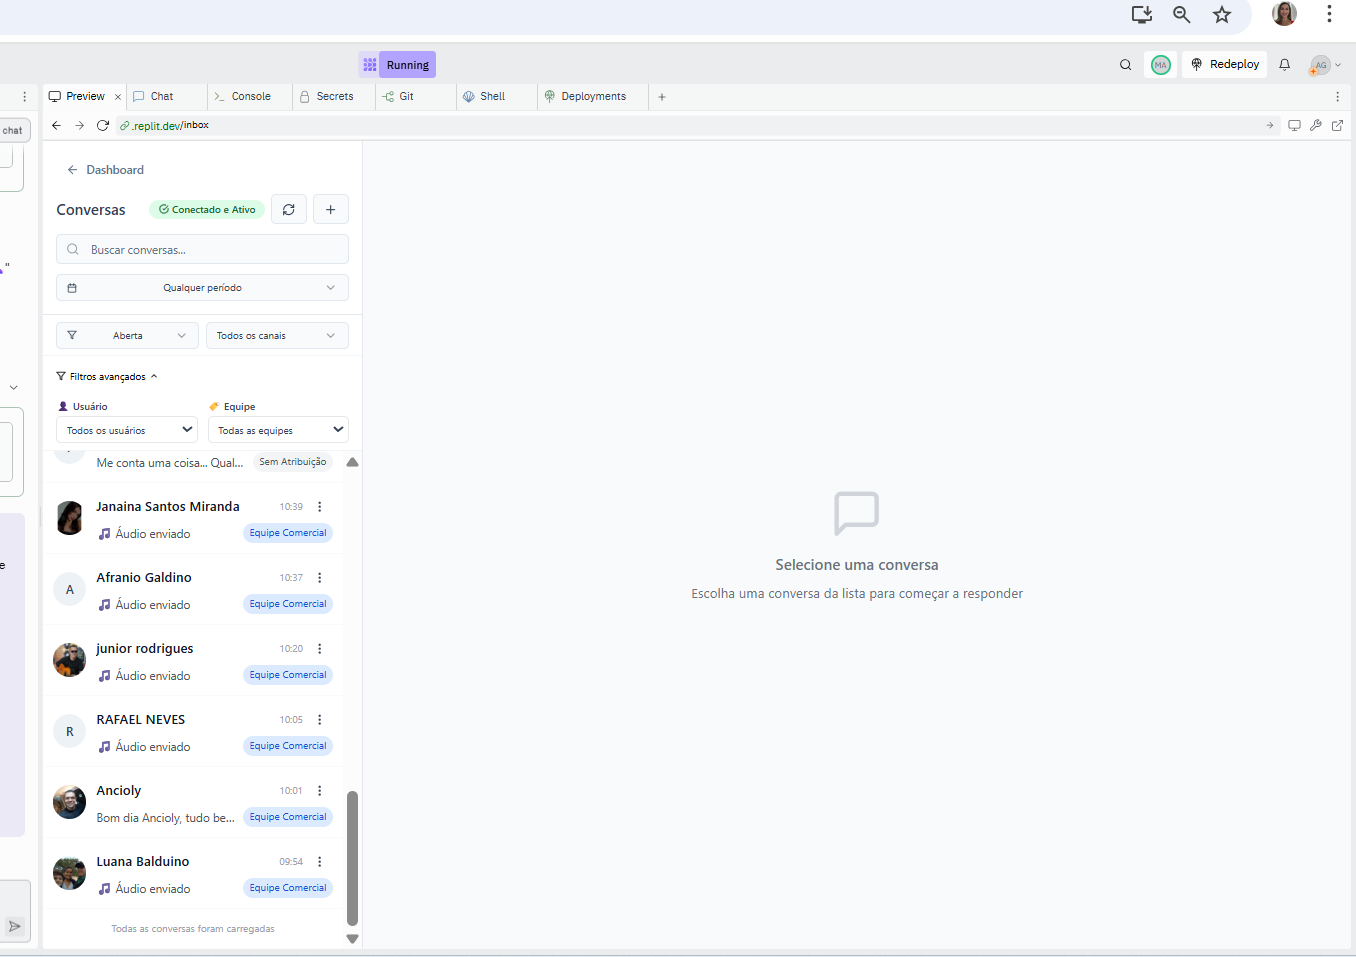 Running
MA
Redeploy
AG
Preview
Chat
Console
Secrets
Git
Shell
Deployments
chat
.replit.dev/inbox
Dashboard
Conversas
Conectado e Ativo
Buscar conversas...
Qualquer período
Aberta
Todos os canais
Filtros avançados
Usuário
Equipe
Todos os usuários
Todas as equipes
Me conta uma coisa... Qual...
Sem Atribuição
Janaina Santos Miranda
10:39
Áudio enviado
Equipe Comercial
A
Afranio Galdino
10:37
Áudio enviado
Equipe Comercial
junior rodrigues
10:20
Áudio enviado
Equipe Comercial
R
RAFAEL NEVES
10:05
Áudio enviado
Equipe Comercial
Ancioly
10:01
Bom dia Ancioly, tudo be...
Equipe Comercial
Luana Balduino
09:54
Áudio enviado
Equipe Comercial
Todas as conversas foram carregadas
Selecione uma conversa
Escolha uma conversa da lista para começar a responder